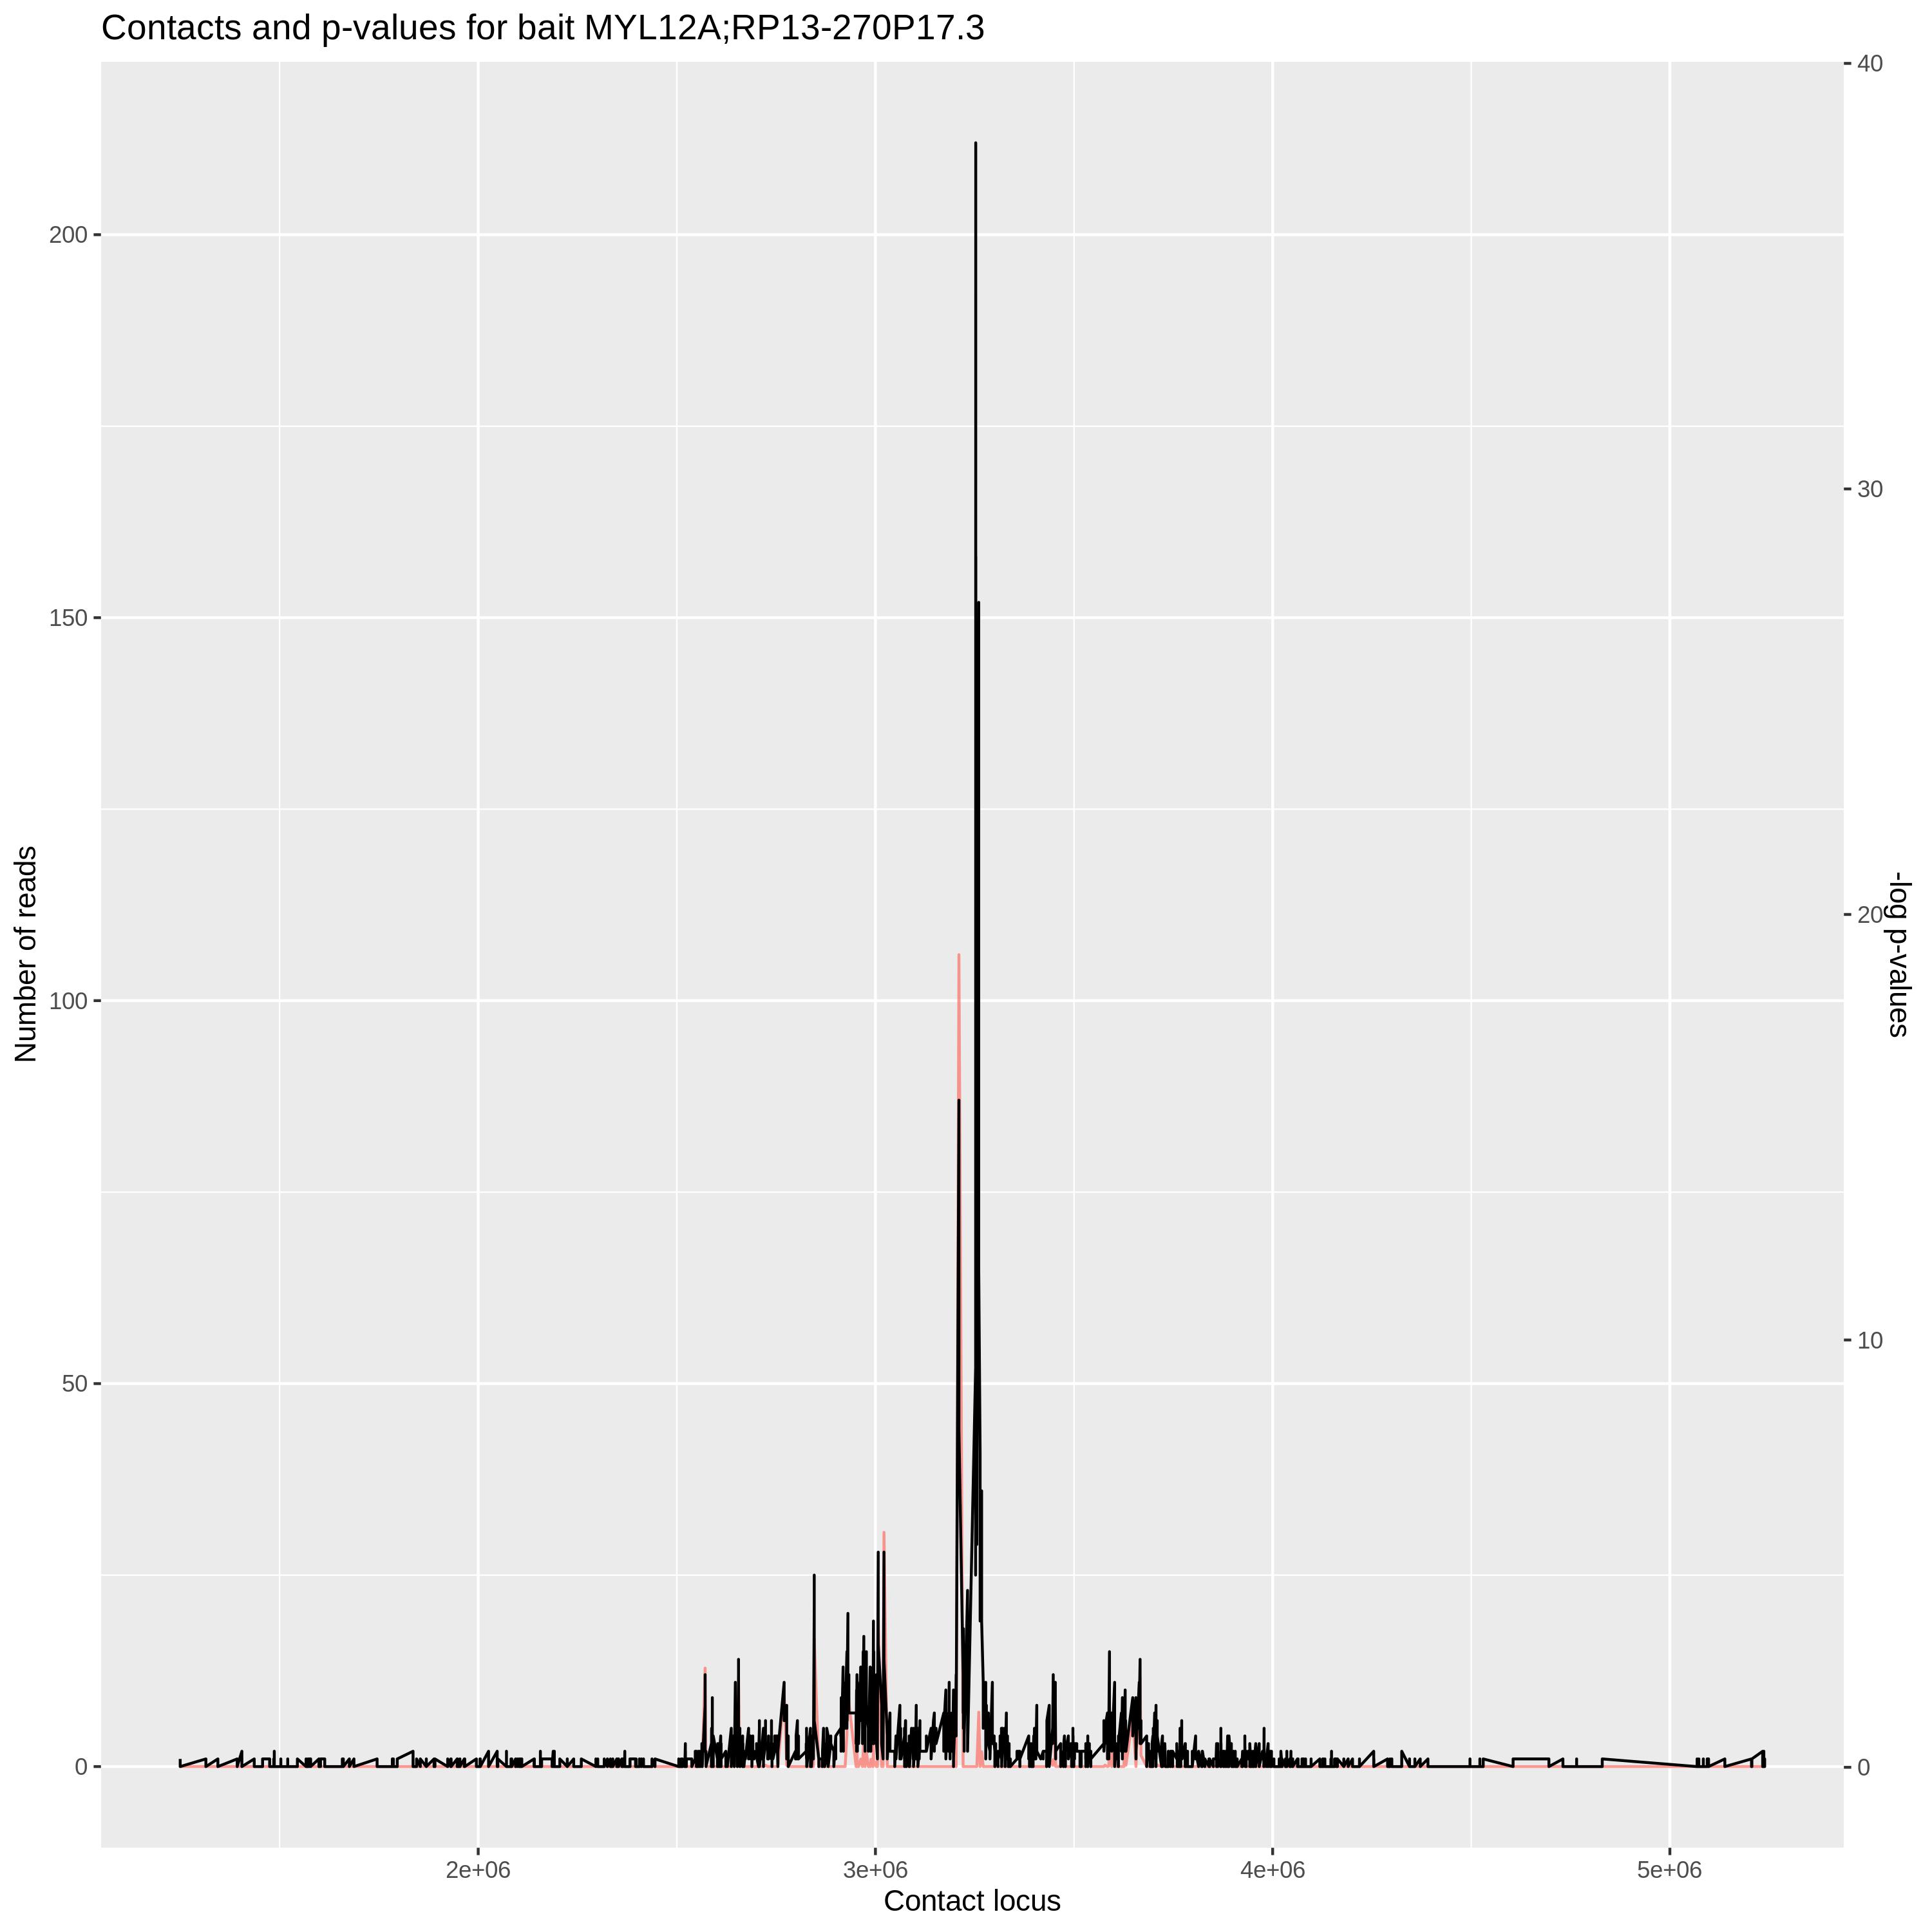 Contacts and p-values for bait MYL12A;RP13-270P17.3
40
200
30
150
20
100
10
50
0
0
Number of reads
-log p-values
2e+06
3e+06
4e+06
5e+06
Contact locus